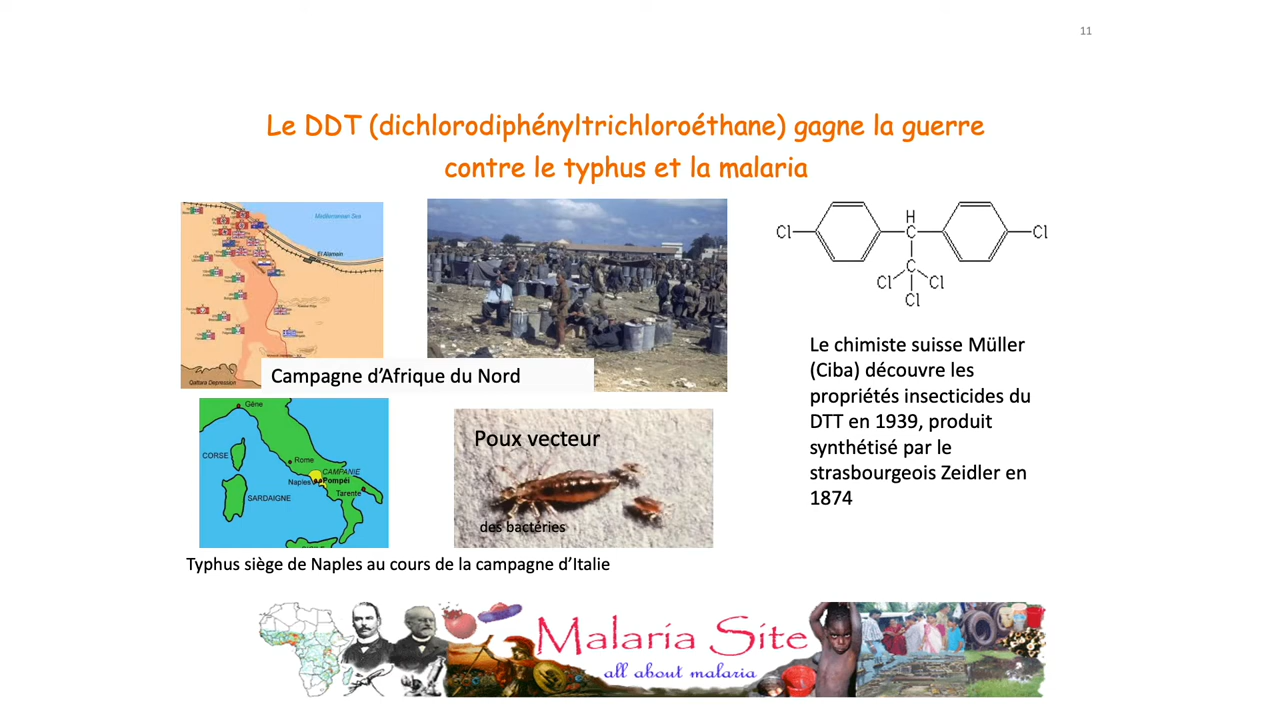 11
Le DDT (dichlorodiphényltrichloroéthane) gagne la guerre
contre le typhus et la malaria
Mediterranean Sea
El Alamein
Qattara Depression
Campagne d’Afrique du Nord
H
Cl
C
Cl
C
Cl
Cl
Cl
Le chimiste suisse Müller
(Ciba) découvre les
propriétés insecticides du
DTT en 1939, produit
synthétisé par le
strasbourgeois Zeidler en
1874
Gêne
CORSE
Rome
CAMPANIE
Naples
Pompéi
Tarente
SARDAIGNE
Poux vecteur
des bactéries
Typhus siège de Naples au cours de la campagne d’Italie
Malaria Site
all about malaria